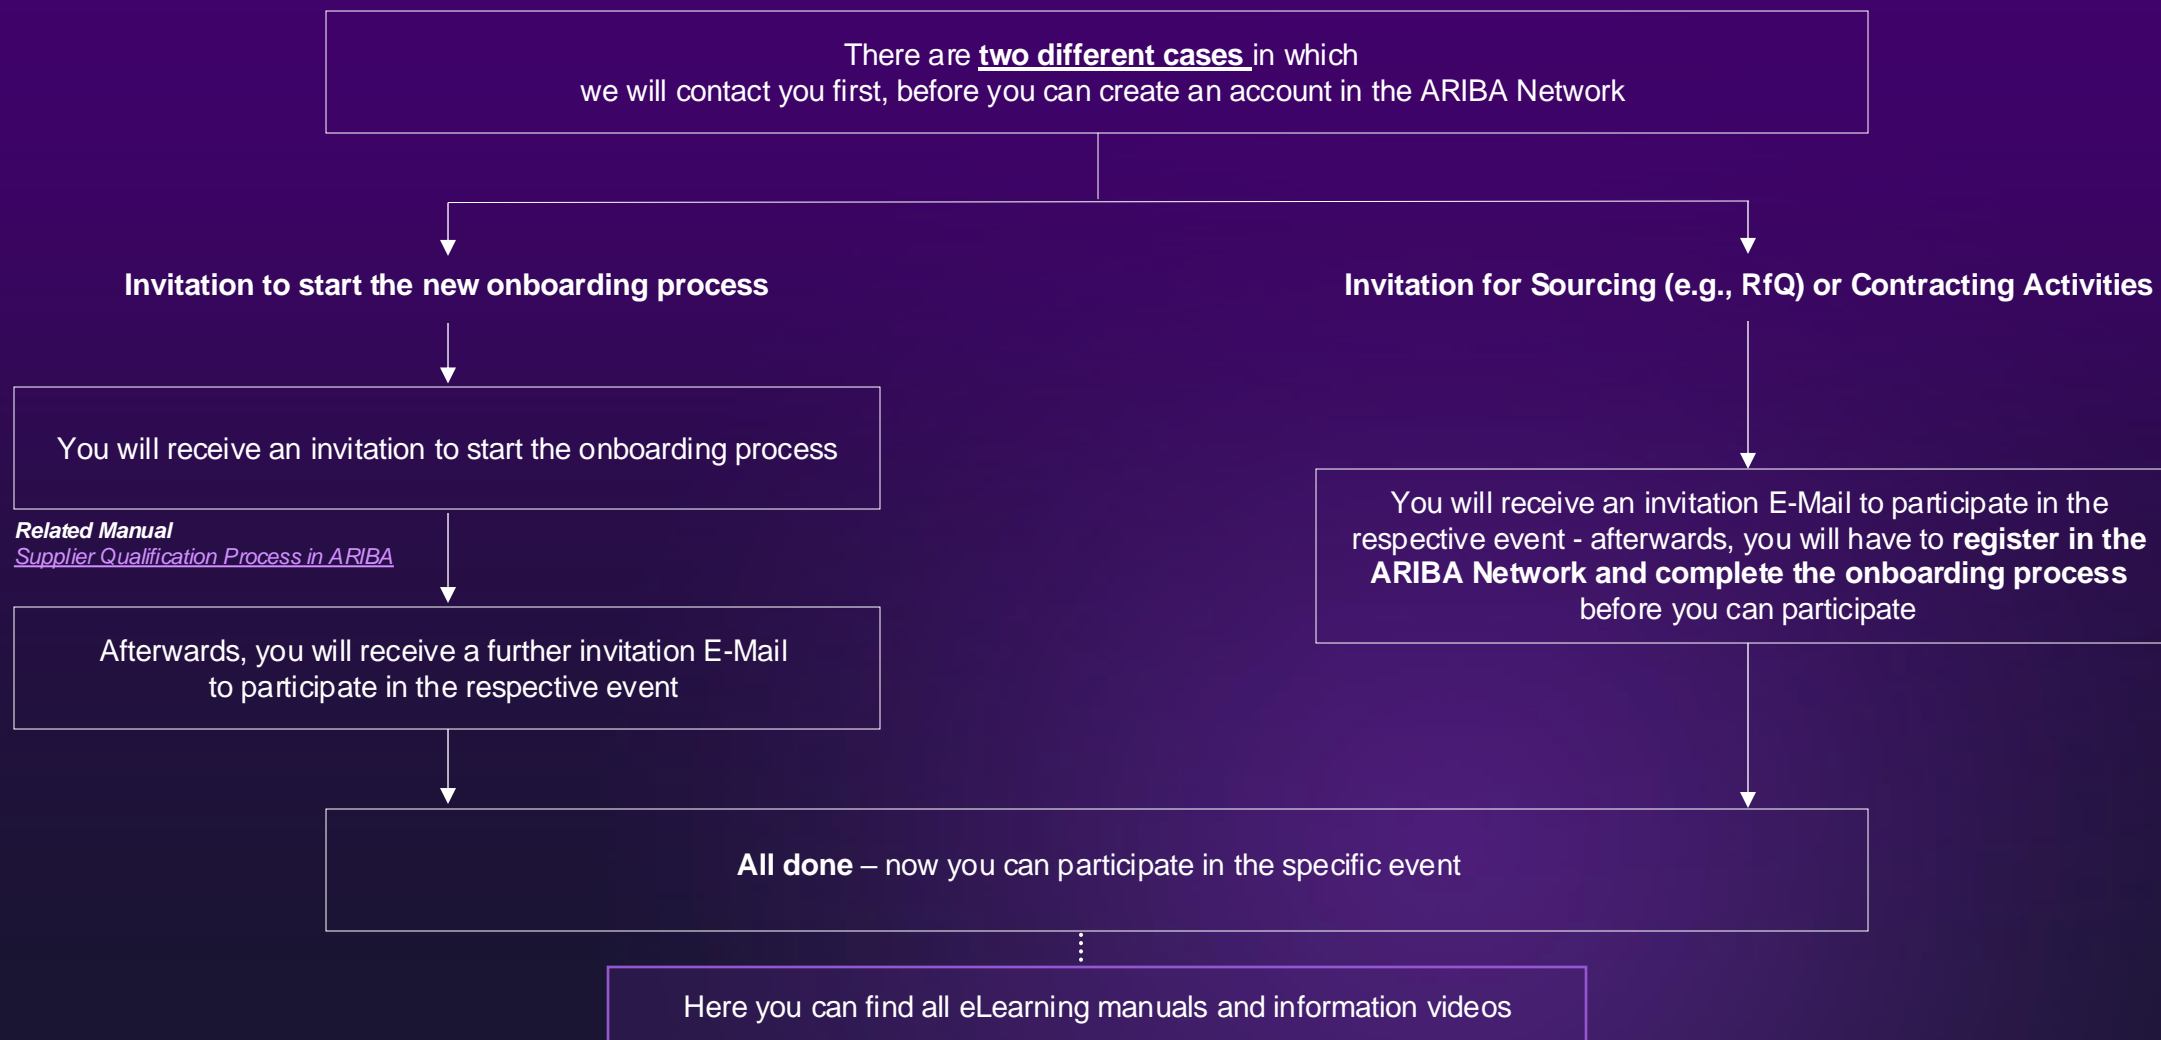 There are two different cases in which
we will contact you first, before you can create an account in the ARIBA Network
Invitation to start the new onboarding process
You will receive an invitation to start the onboarding process
Related Manual
Supplier Qualification Process in ARIBA
Afterwards, you will receive a further invitation E-Mail
to participate in the respective event
Invitation for Sourcing (e.g., RfQ) or Contracting Activities
You will receive an invitation E-Mail to participate in the
respective event - afterwards, you will have to register in the
ARIBA Network and complete the onboarding process
before you can participate
All done – now you can participate in the specific event
Here you can find all eLearning manuals and information videos